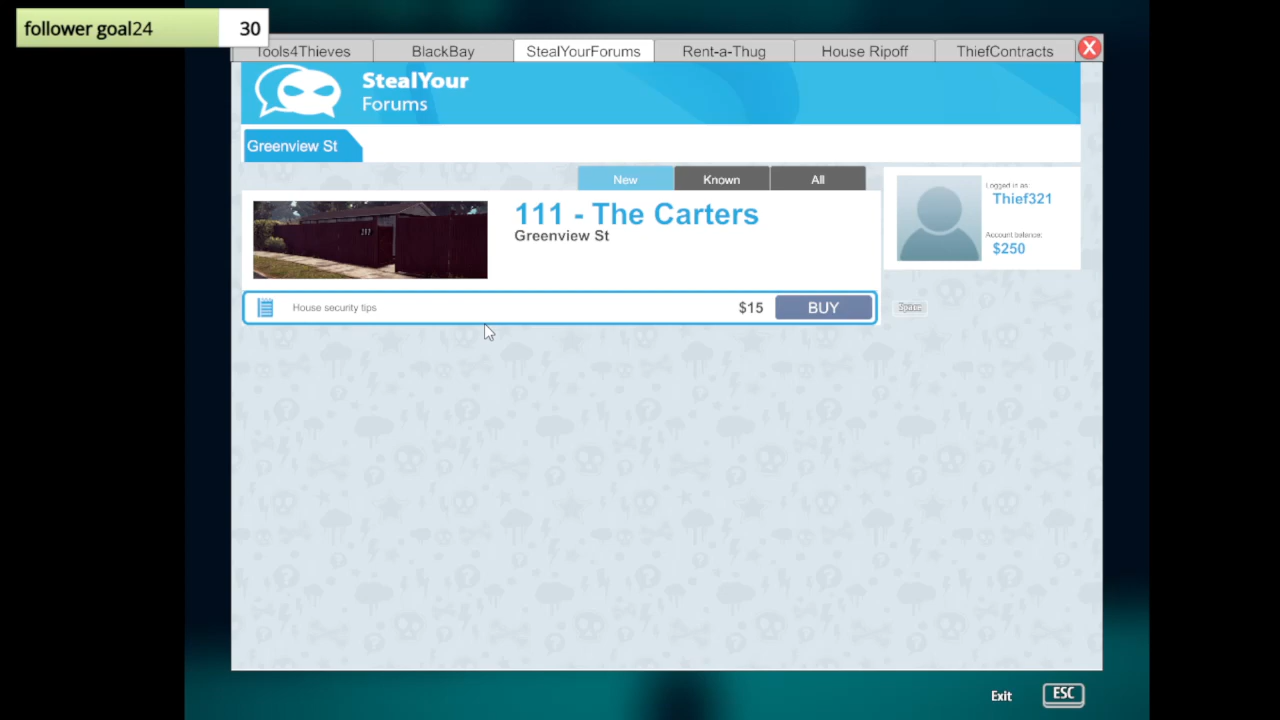 follower goal24 30
Tools4Thieves BlackBay StealYourForums Rent-a-Thug House Ripoff ThiefContracts X
StealYour
Forums
Greenview St
New Known All
111 - The Carters
Greenview St
Logged in as:
Thief321
Account balance:
$250
House security tips $15 BUY Space
Exit ESC